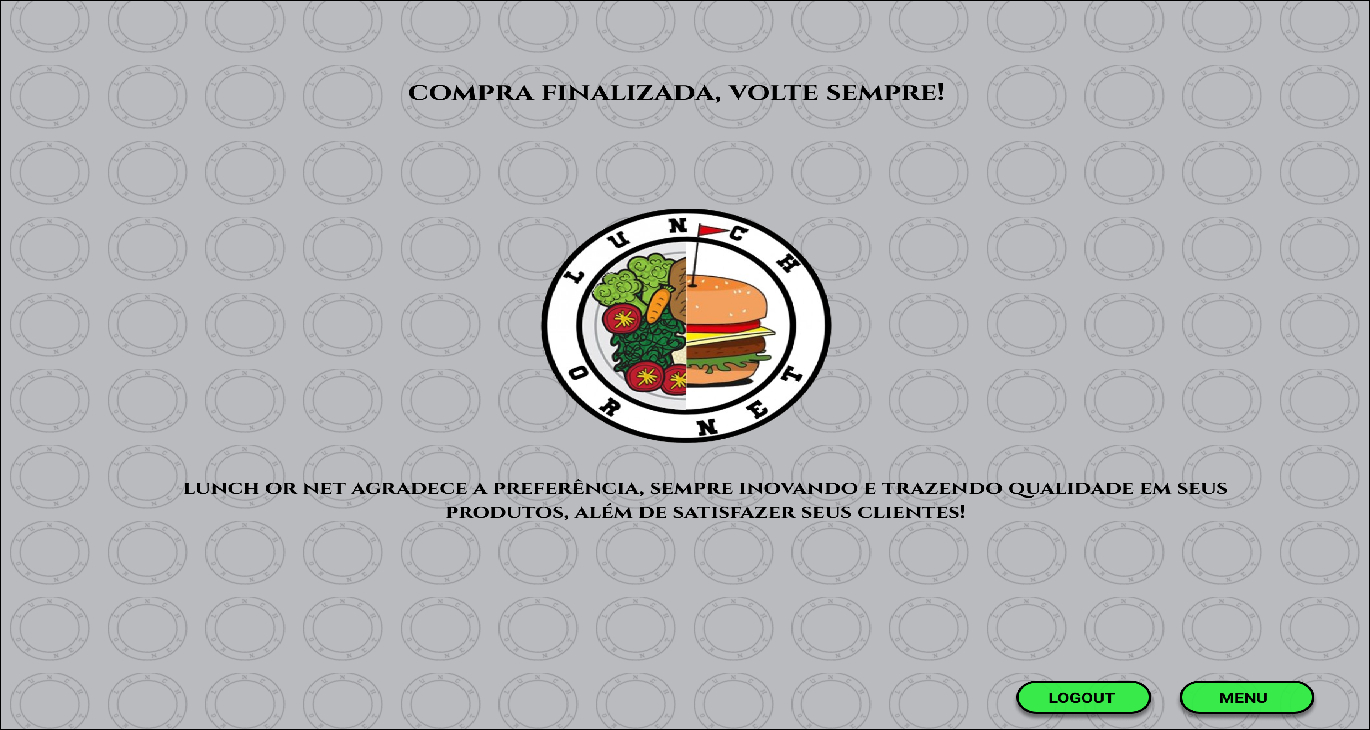 COMPRA FINALIZADA, VOLTE SEMPRE!
LUNCH
OR NET
LUNCH OR NET AGRADECE A PREFERÊNCIA, SEMPRE INOVANDO E TRAZENDO QUALIDADE EM SEUS
PRODUTOS, ALÉM DE SATISFAZER SEUS CLIENTES!
LOGOUT
MENU